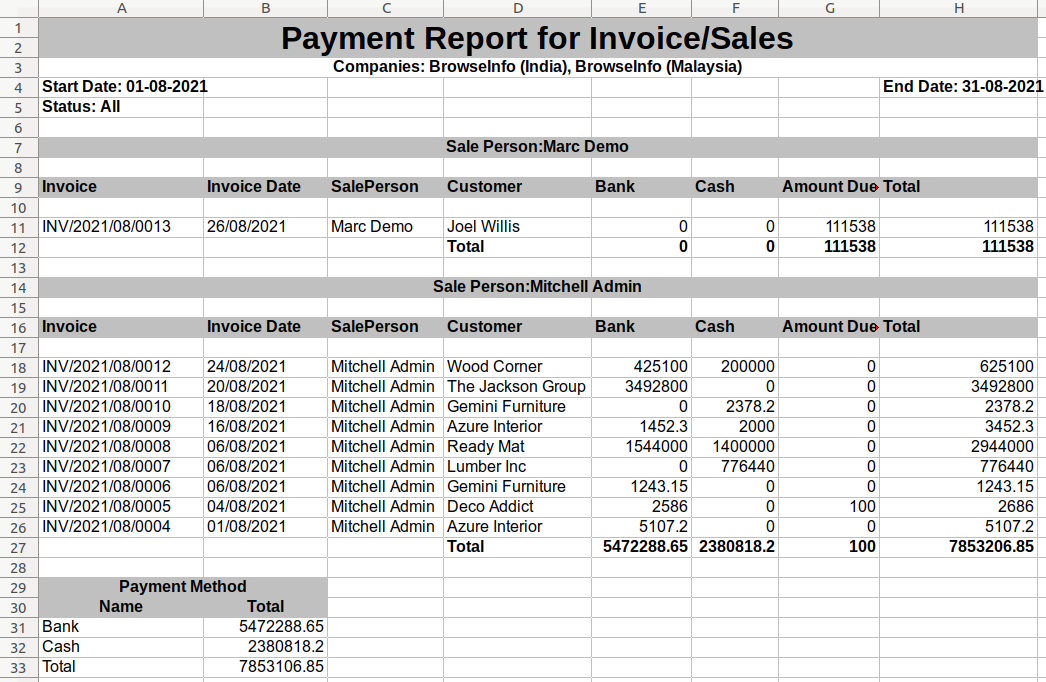 A B C D E F G H
1 Payment Report for Invoice/Sales
2
3 Companies: BrowseInfo (India), BrowseInfo (Malaysia)
4 Start Date: 01-08-2021 End Date: 31-08-2021
5 Status: All
6
7 Sale Person:Marc Demo
8
9 Invoice Invoice Date SalePerson Customer Bank Cash Amount Due Total
10
11 INV/2021/08/0013 26/08/2021 Marc Demo Joel Willis 0 0 111538 111538
12 Total 0 0 111538 111538
13
14 Sale Person:Mitchell Admin
15
16 Invoice Invoice Date SalePerson Customer Bank Cash Amount Due Total
17
18 INV/2021/08/0012 24/08/2021 Mitchell Admin Wood Corner 425100 200000 0 625100
19 INV/2021/08/0011 20/08/2021 Mitchell Admin The Jackson Group 3492800 0 0 3492800
20 INV/2021/08/0010 18/08/2021 Mitchell Admin Gemini Furniture 0 2378.2 0 2378.2
21 INV/2021/08/0009 16/08/2021 Mitchell Admin Azure Interior 1452.3 2000 0 3452.3
22 INV/2021/08/0008 06/08/2021 Mitchell Admin Ready Mat 1544000 1400000 0 2944000
23 INV/2021/08/0007 06/08/2021 Mitchell Admin Lumber Inc 0 776440 0 776440
24 INV/2021/08/0006 06/08/2021 Mitchell Admin Gemini Furniture 1243.15 0 0 1243.15
25 INV/2021/08/0005 04/08/2021 Mitchell Admin Deco Addict 2586 0 100 2686
26 INV/2021/08/0004 01/08/2021 Mitchell Admin Azure Interior 5107.2 0 0 5107.2
27 Total 5472288.65 2380818.2 100 7853206.85
28
29 Payment Method
30 Name Total
31 Bank 5472288.65
32 Cash 2380818.2
33 Total 7853106.85